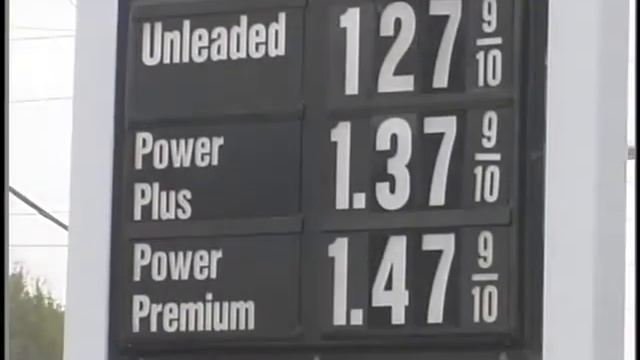 Unleaded 127 9/10
Power Plus 1.37 9/10
Power Premium 1.47 9/10